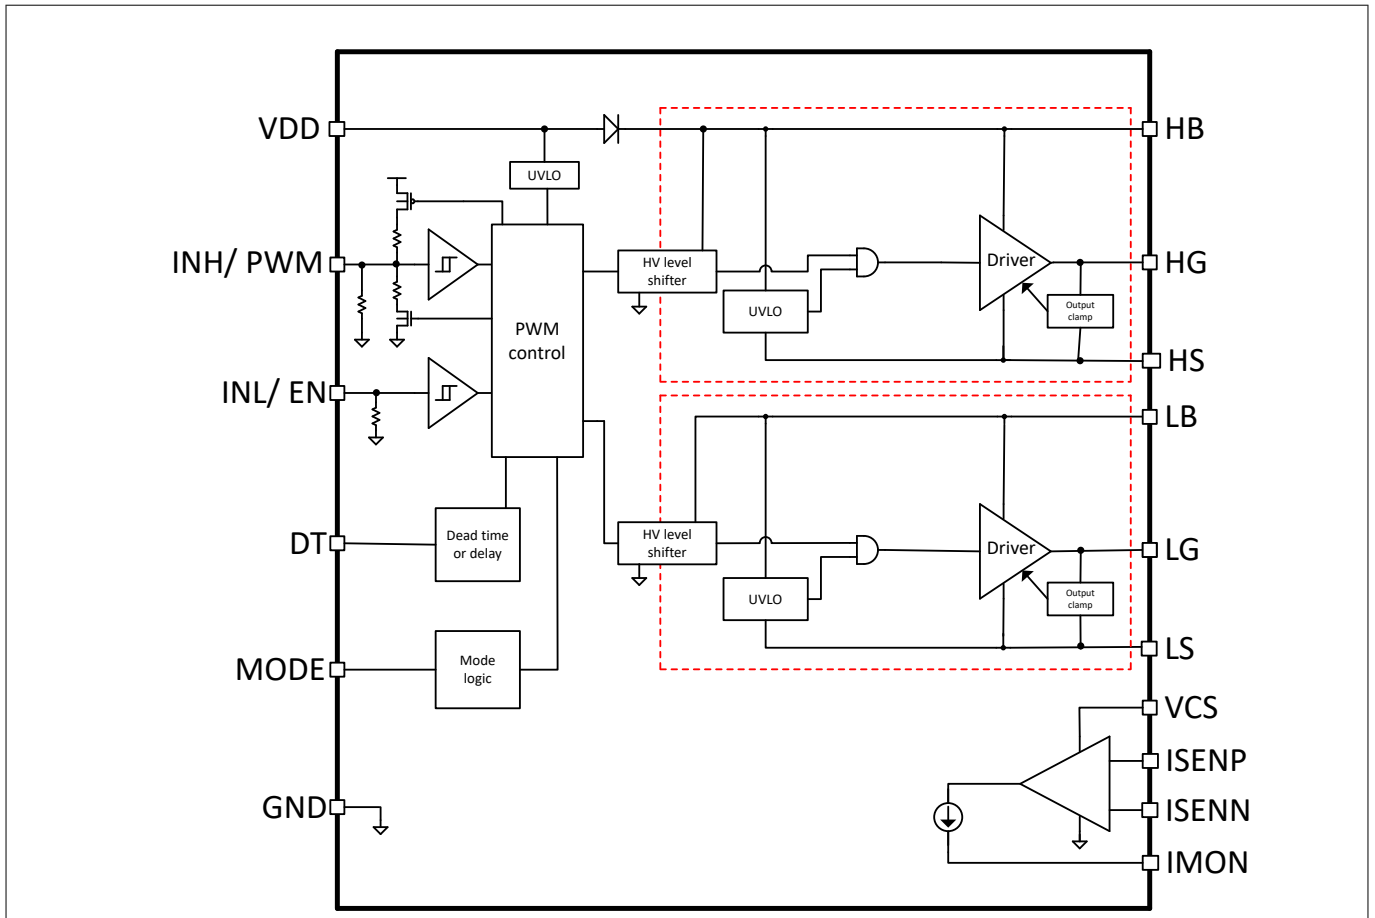 VDD
HB
UVLO
INH/ PWM
HV level
shifter
Driver
HG
Output
clamp
UVLO
PWM
control
HS
INL/ EN
LB
DT
Dead time
or delay
HV level
shifter
Driver
LG
Output
clamp
UVLO
LS
MODE
Mode
logic
VCS
ISENP
GND
ISENN
IMON